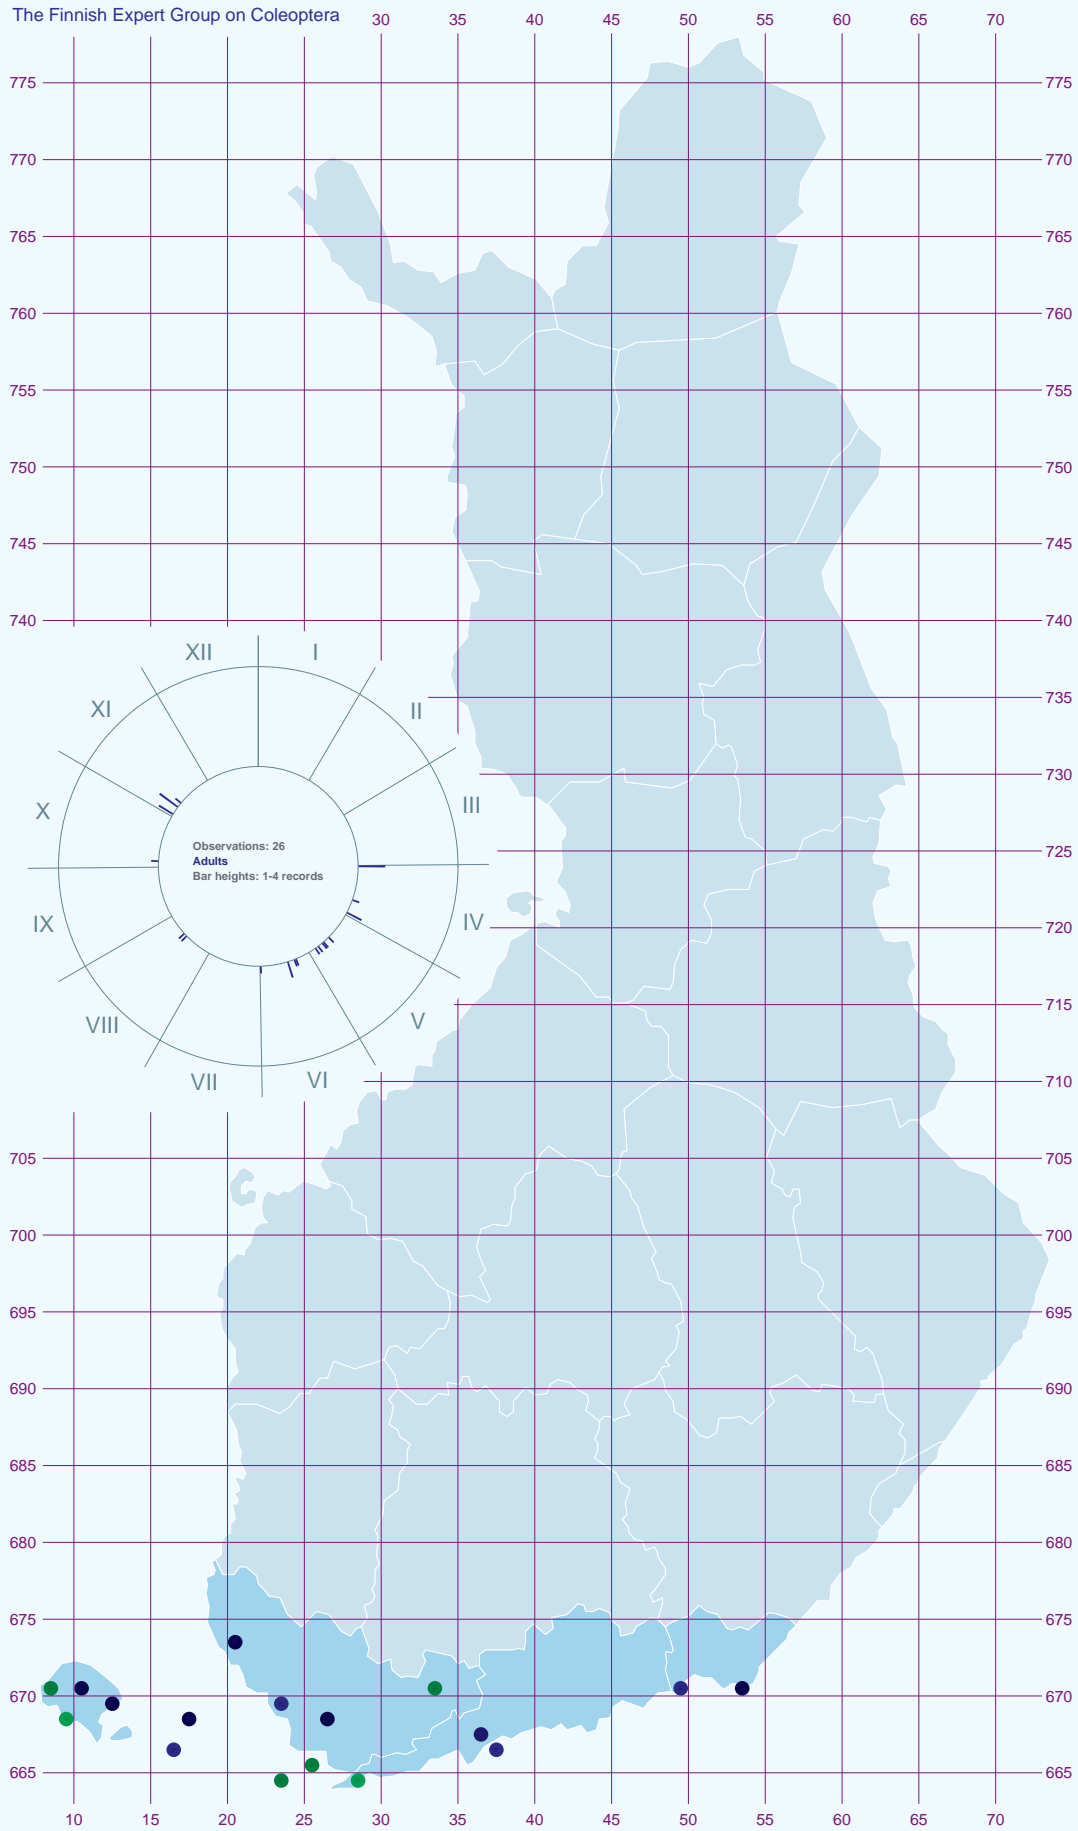 The Finnish Expert Group on Coleoptera
30 35 40 45 50 55 60 65 70
775 775
770 770
765 765
760 760
755 755
750 750
745 745
740 740
XII I
XI II
735
730
X III
Observations: 26
Adults
Bar heights: 1-4 records
725
IX IV
720
VIII V
715
VII VI
710
705 705
700 700
695 695
690 690
685 685
680 680
675 675
670 670
665 665
10 15 20 25 30 35 40 45 50 55 60 65 70